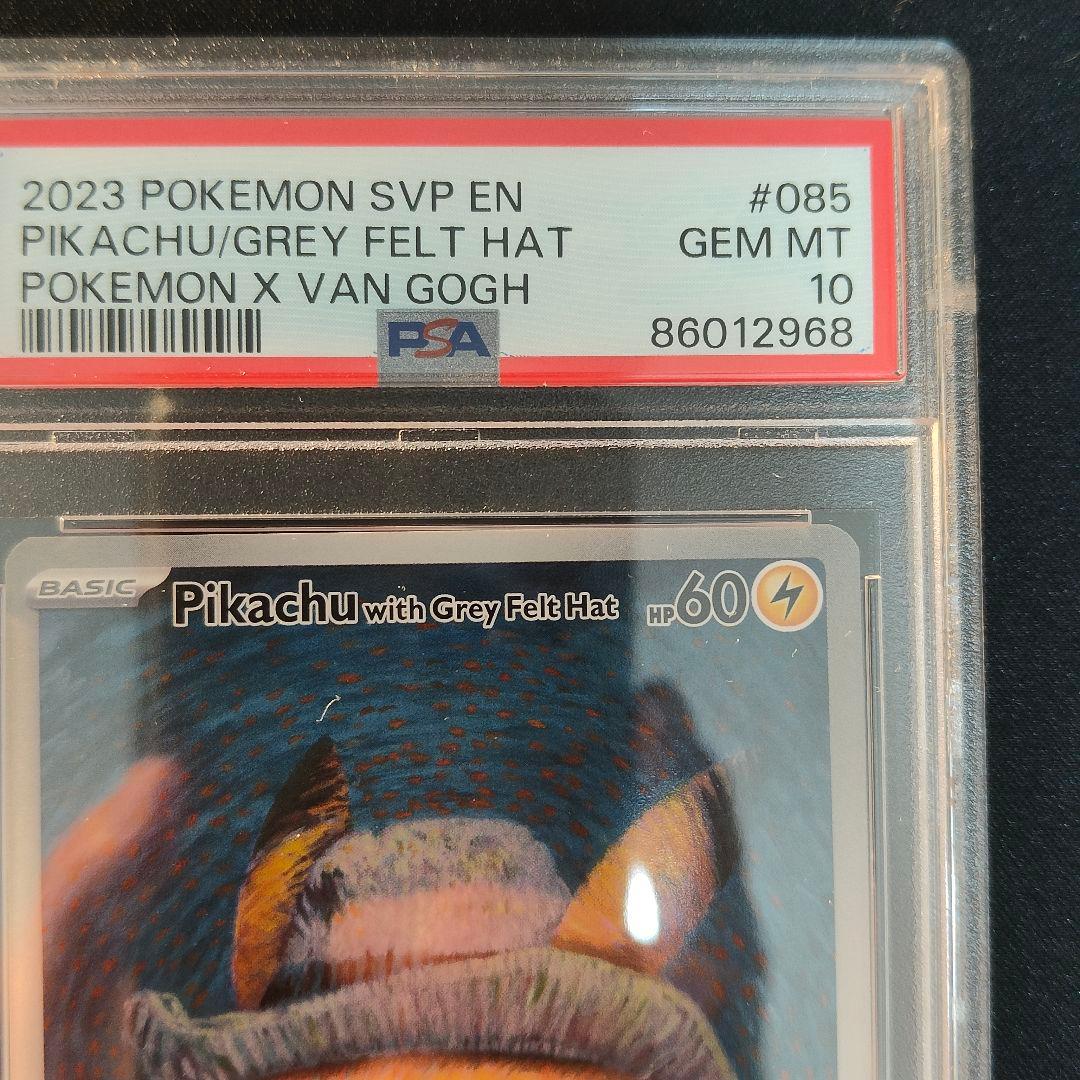 2023 POKEMON SVP EN #085
PIKACHU/GREY FELT HAT GEM MT
POKEMON X VAN GOGH 10
PSA 86012968
BASIC Pikachu with Grey Felt Hat HP60